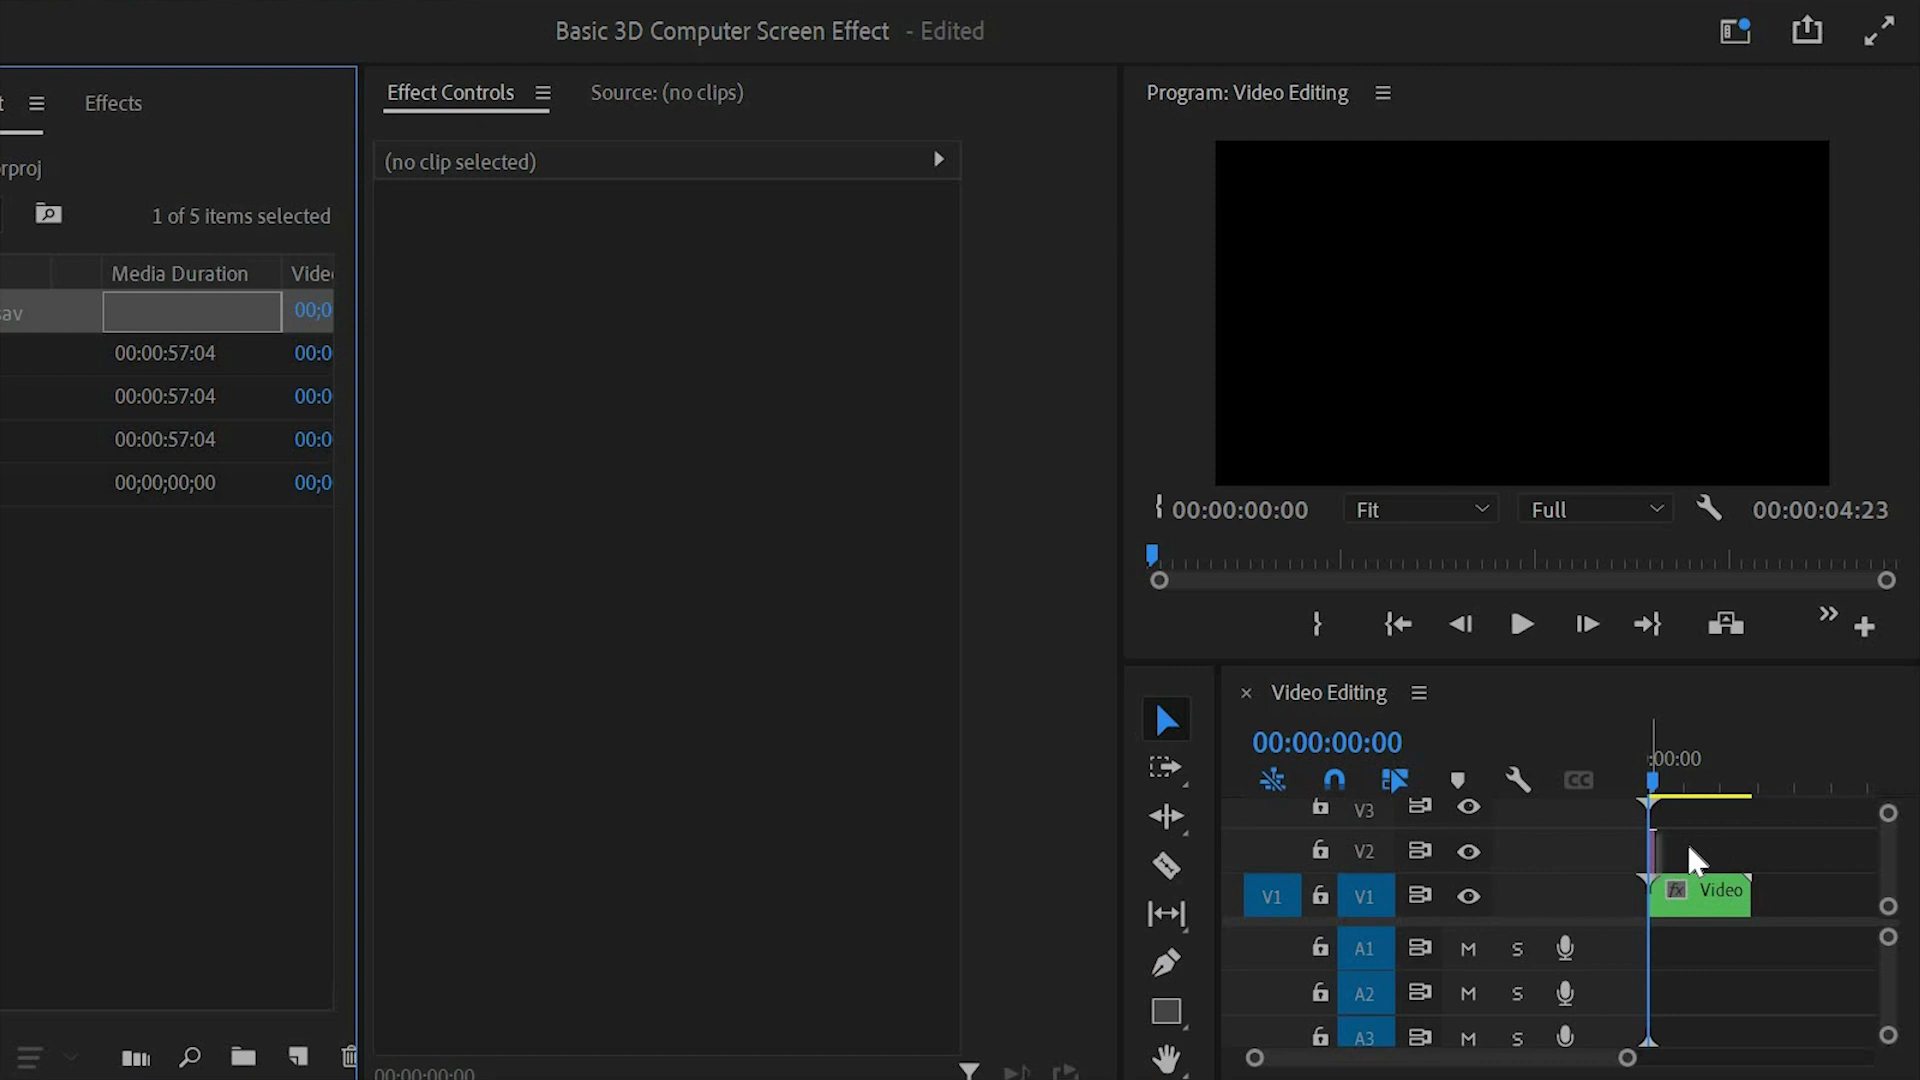 Basic 3D Computer Screen Effect - Edited
t
Effects
Effect Controls
Source: (no clips)
Program: Video Editing
rproj
(no clip selected)
1 of 5 items selected
Media Duration
00;0
00:00:57:04
00:0
00:00:57:04
00:0
00:00:57:04
00:0
00;00;00;00
00;0
00:00:00:00
Fit
Full
00:00:04:23
Video Editing
00:00:00:00
:00:00
CC
V3
V2
V1
V1
fx Video
A1
M
S
A2
M
S
A3
M
S
00:00:00:00